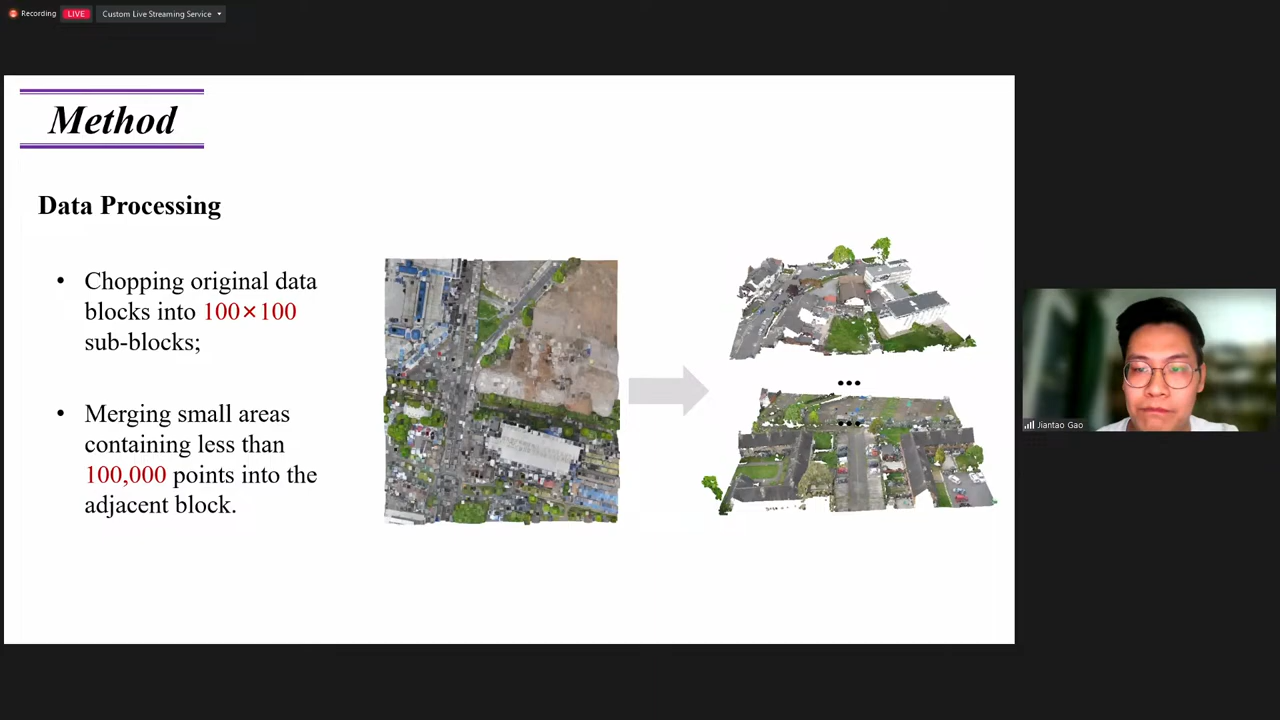 Recording LIVE Custom Live Streaming Service
Method
Data Processing
• Chopping original data
blocks into 100×100
sub-blocks;
• Merging small areas
containing less than
100,000 points into the
adjacent block.
•••
•••
Jiantao Gao